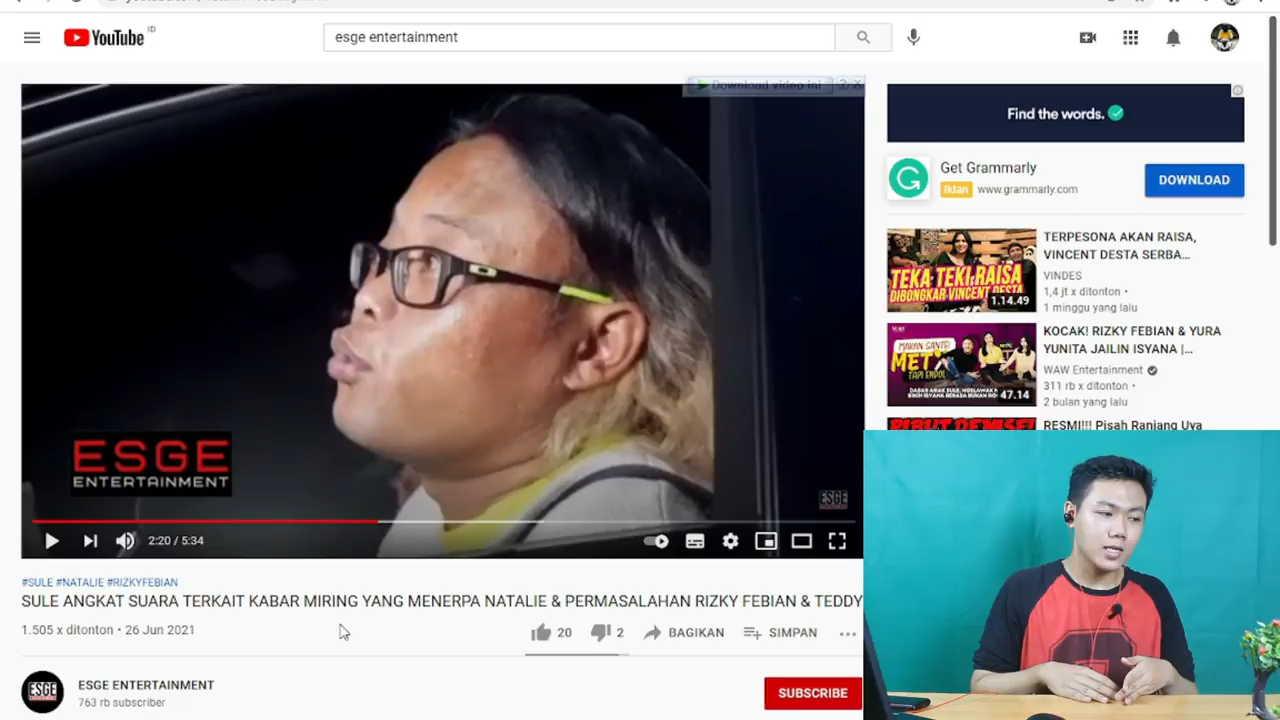 YouTube ID
esge entertainment
Download video ini ? X
ESGE
ENTERTAINMENT
ESGE
2:20 / 5:34
#SULE #NATALIE #RIZKYFEBIAN
SULE ANGKAT SUARA TERKAIT KABAR MIRING YANG MENERPA NATALIE & PERMASALAHAN RIZKY FEBIAN & TEDDY
1.505 x ditonton • 26 Jun 2021
20
2
BAGIKAN
SIMPAN
ESGE
ESGE ENTERTAINMENT
763 rb subscriber
SUBSCRIBE
Find the words.
Get Grammarly
Iklan www.grammarly.com
DOWNLOAD
TEKA TEKI RAISA
DIBONGKAR VINCENT DESTA
1.14.49
TERPESONA AKAN RAISA,
VINCENT DESTA SERBA...
VINDES
1,4 jt x ditonton •
1 minggu yang lalu
MAKAN SANTEI
MET
TAPI ENDOL
47.14
KOCAK! RIZKY FEBIAN & YURA
YUNITA JAILIN ISYANA |...
WAW Entertainment
311 rb x ditonton •
2 bulan yang lalu
RESMI!!! Pisah Ranjang Uya